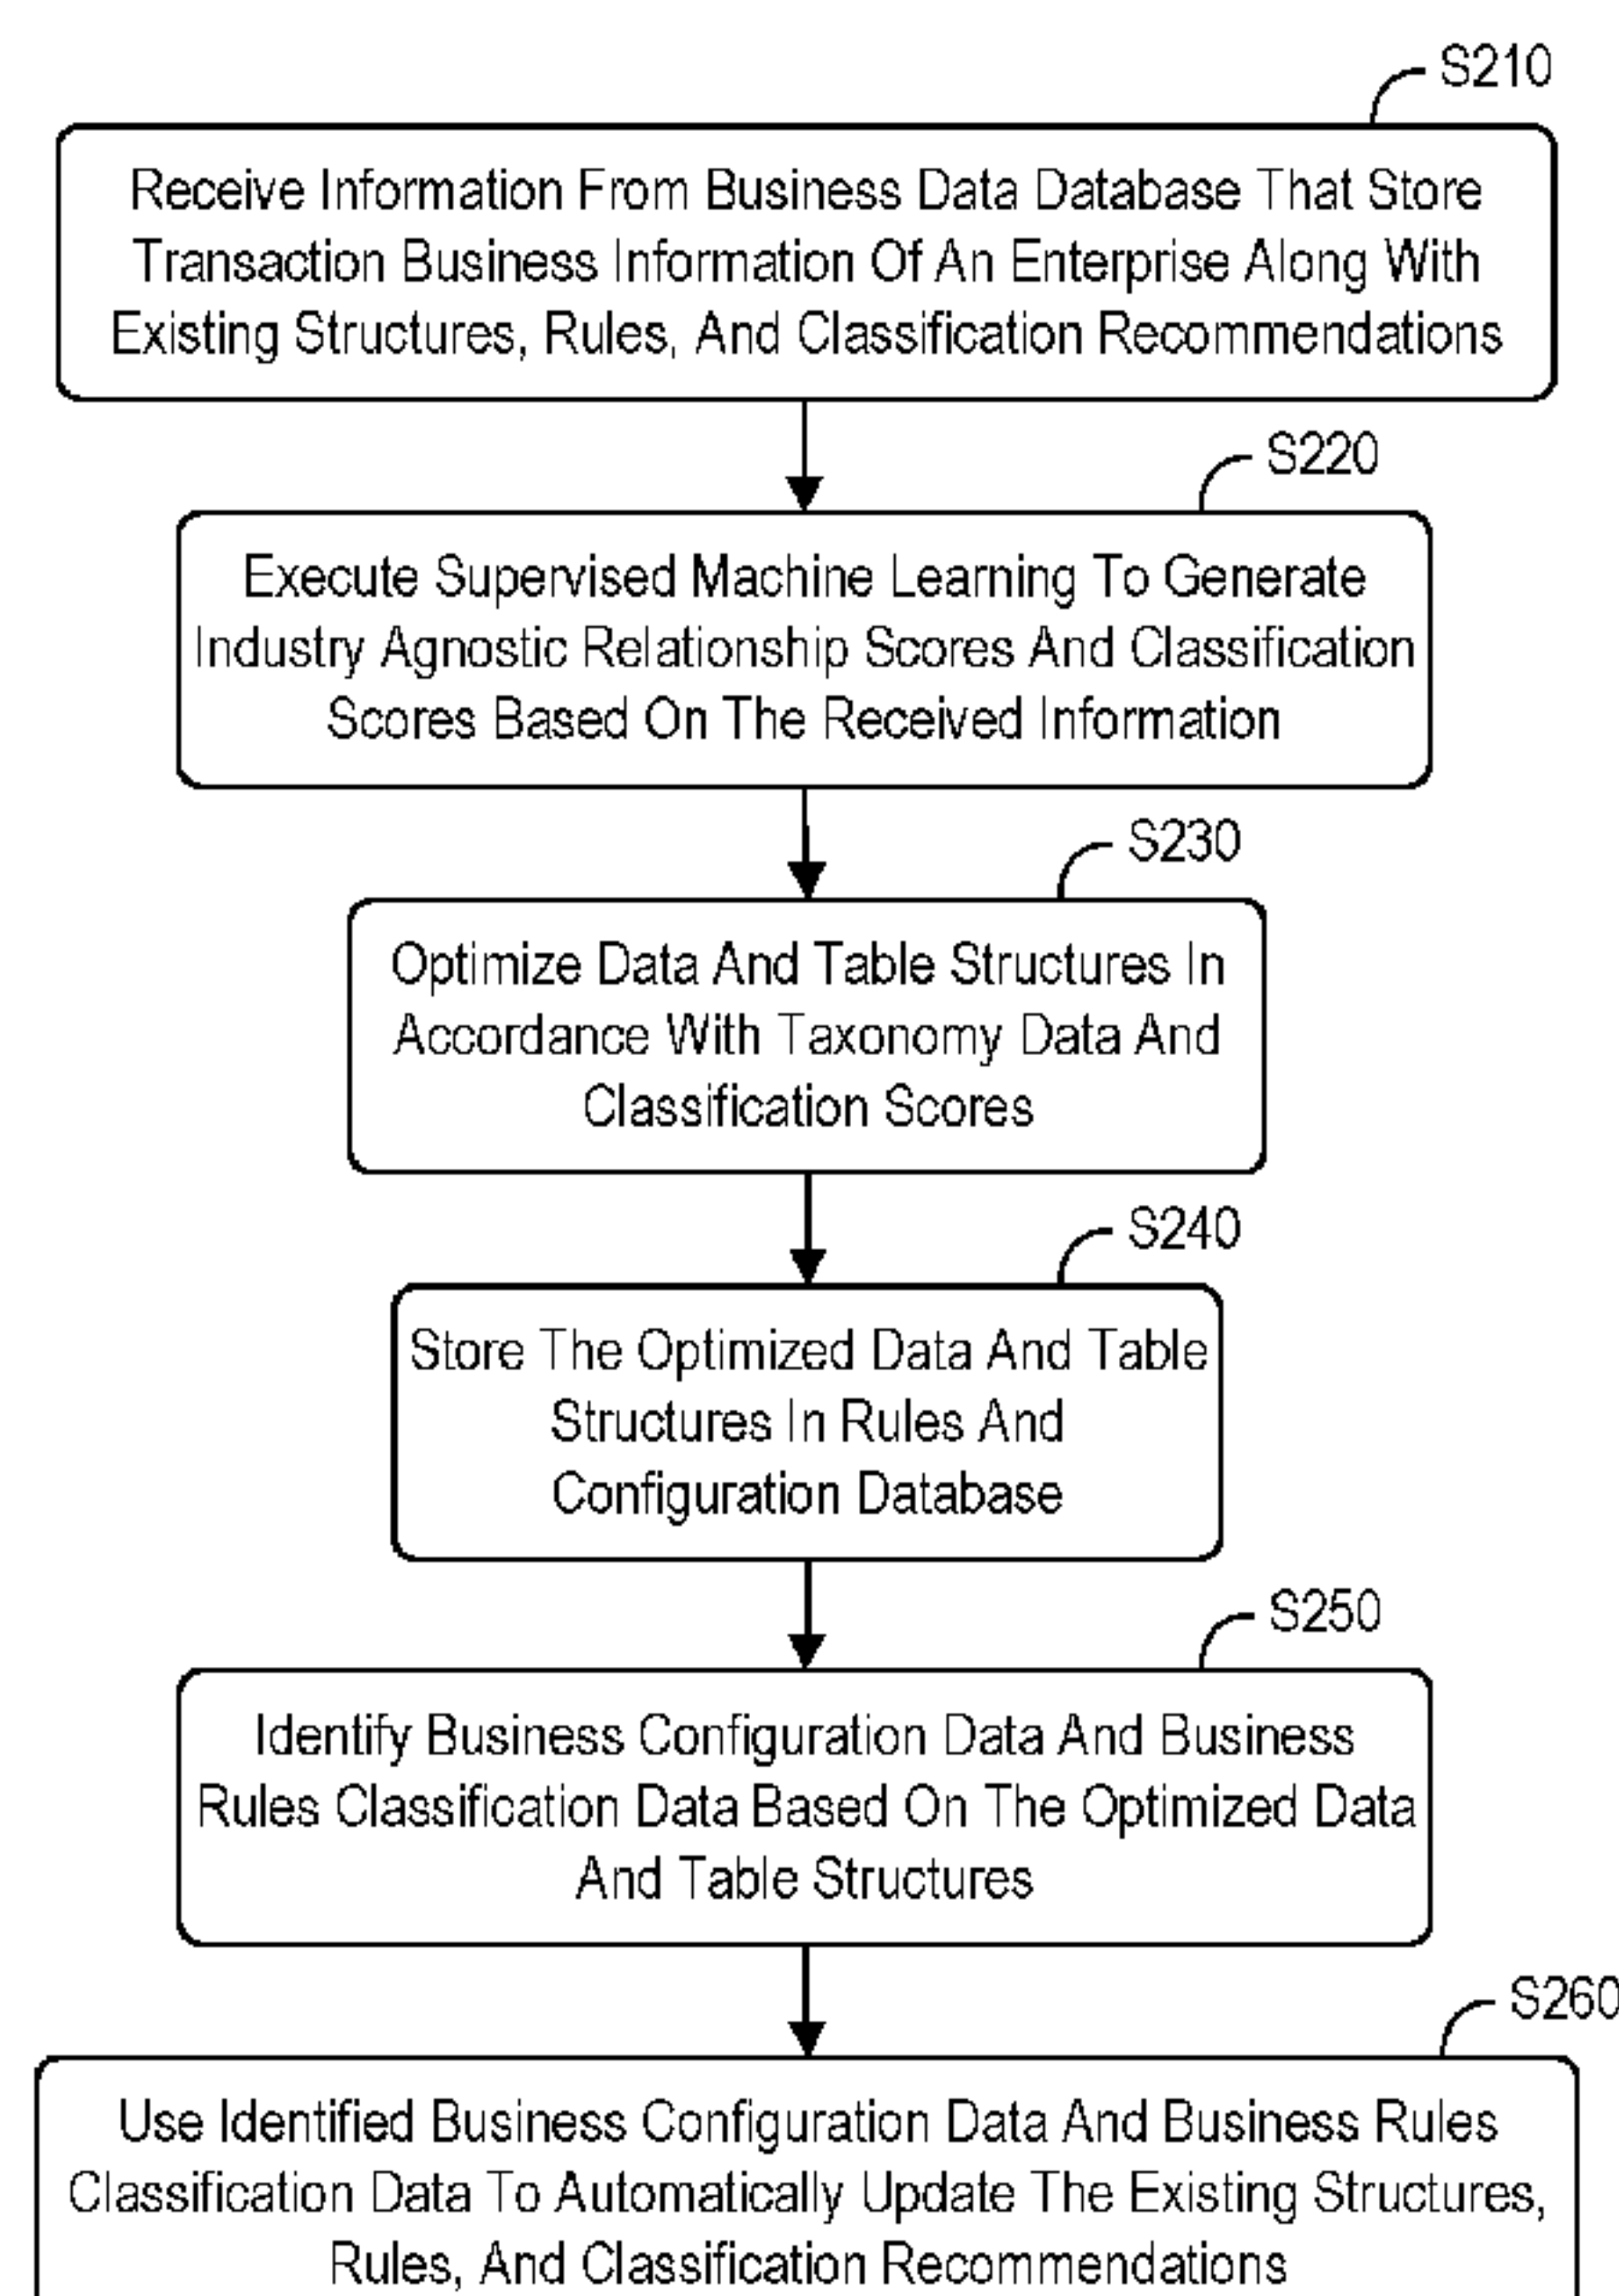 S210
Receive Information From Business Data Database That Store
Transaction Business Information Of An Enterprise Along With
Existing Structures, Rules, And Classification Recommendations
S220
Execute Supervised Machine Learning To Generate
Industry Agnostic Relationship Scores And Classification
Scores Based On The Received Information
S230
Optimize Data And Table Structures In
Accordance With Taxonomy Data And
Classification Scores
S240
Store The Optimized Data And Table
Structures In Rules And
Configuration Database
S250
Identify Business Configuration Data And Business
Rules Classification Data Based On The Optimized Data
And Table Structures
S260
Use Identified Business Configuration Data And Business Rules
Classification Data To Automatically Update The Existing Structures,
Rules, And Classification Recommendations